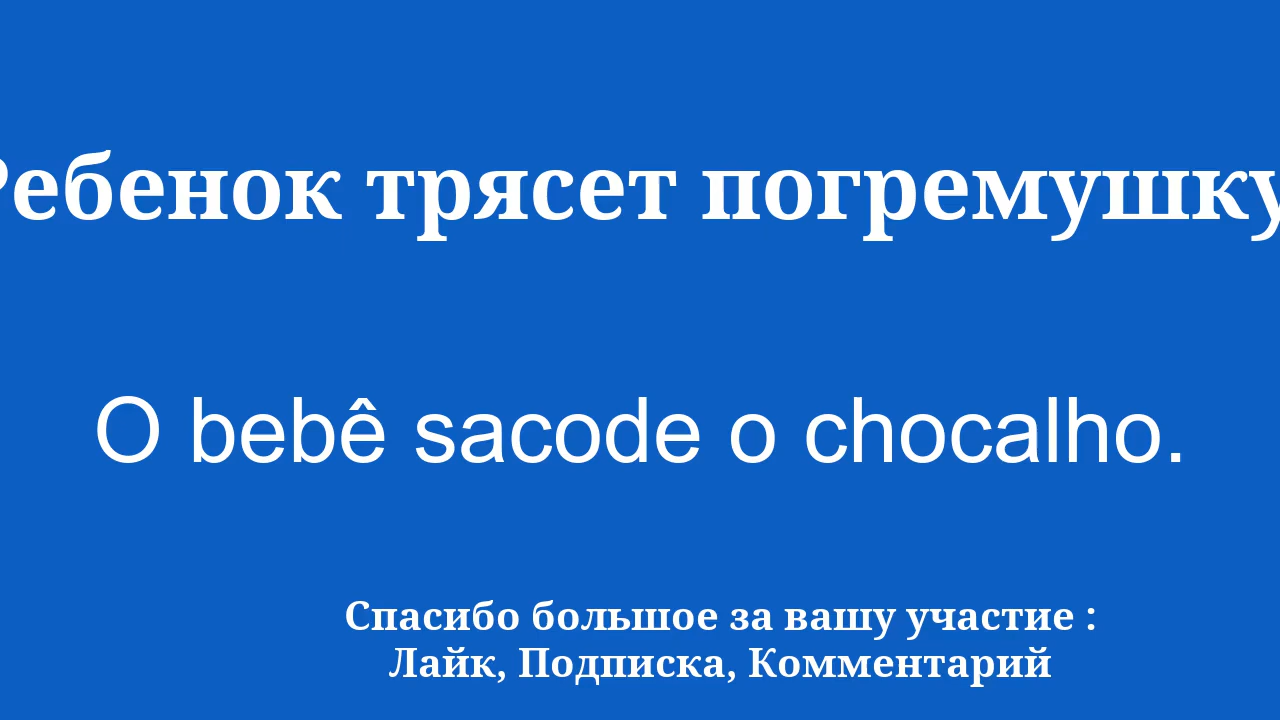 Ребенок трясет погремушку
O bebê sacode o chocalho.
Спасибо большое за вашу участие :
Лайк, Подписка, Комментарий